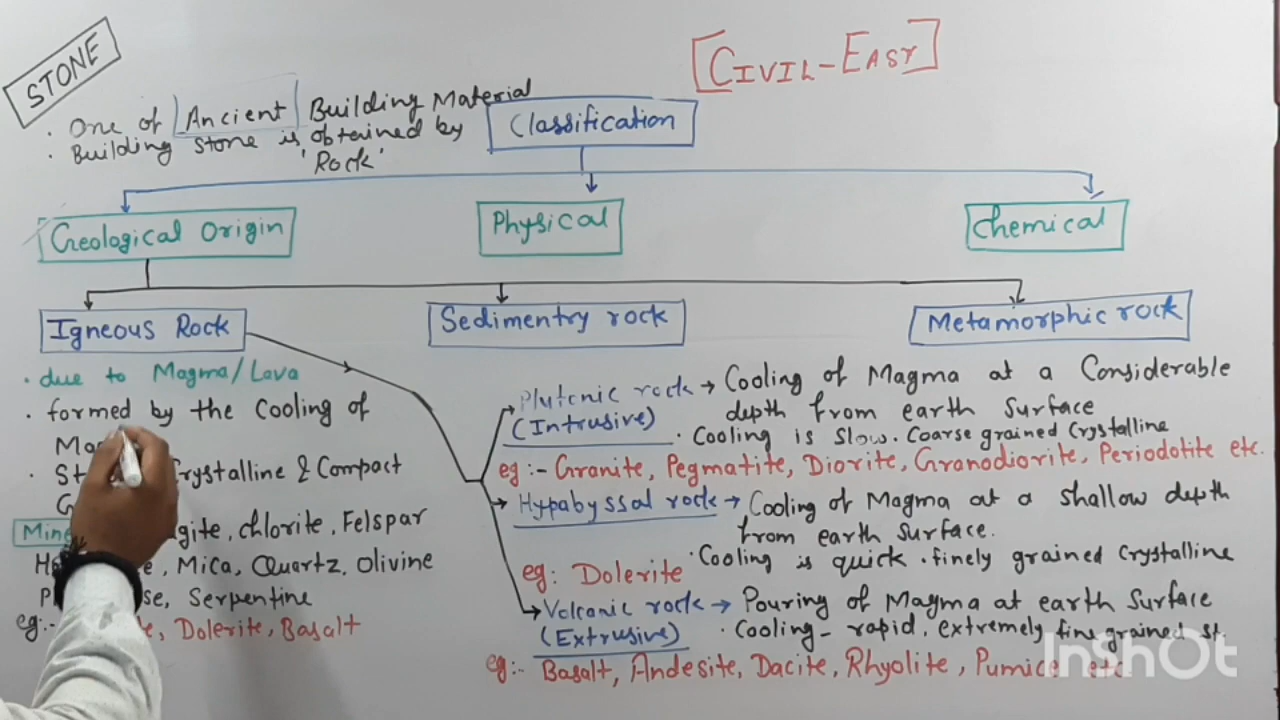 STONE
[CIVIL-EASY]
· One of Ancient Building Material
· Building Stone is obtained by
'Rock'
Classification
Geological Origin
Physical
Chemical
Igneous Rock
Sedimentry rock
Metamorphic rock
· due to Magma/Lava
· formed by the Cooling of
Crystalline & Compact
chlorite, Felspar
Mica, Quartz, Olivine
Serpentine
eg:- Dolerite, Basalt
Plutonic rock → Cooling of Magma at a Considerable
(Intrusive) depth from earth Surface
· Cooling is slow. Coarse grained Crystalline
eg :- Granite, Pegmatite, Diorite, Granodiorite, Periodotite etc.
Hypabyssal rock → Cooling of Magma at a shallow depth
from earth Surface.
· Cooling is quick · finely grained Crystalline
eg: Dolerite
Volcanic rock → Pouring of Magma at earth Surface
(Extrusive) · Cooling - rapid, extremely fine grained st.
eg:- Basalt, Andesite, Dacite, Rhyolite, Pumice etc
InShOt